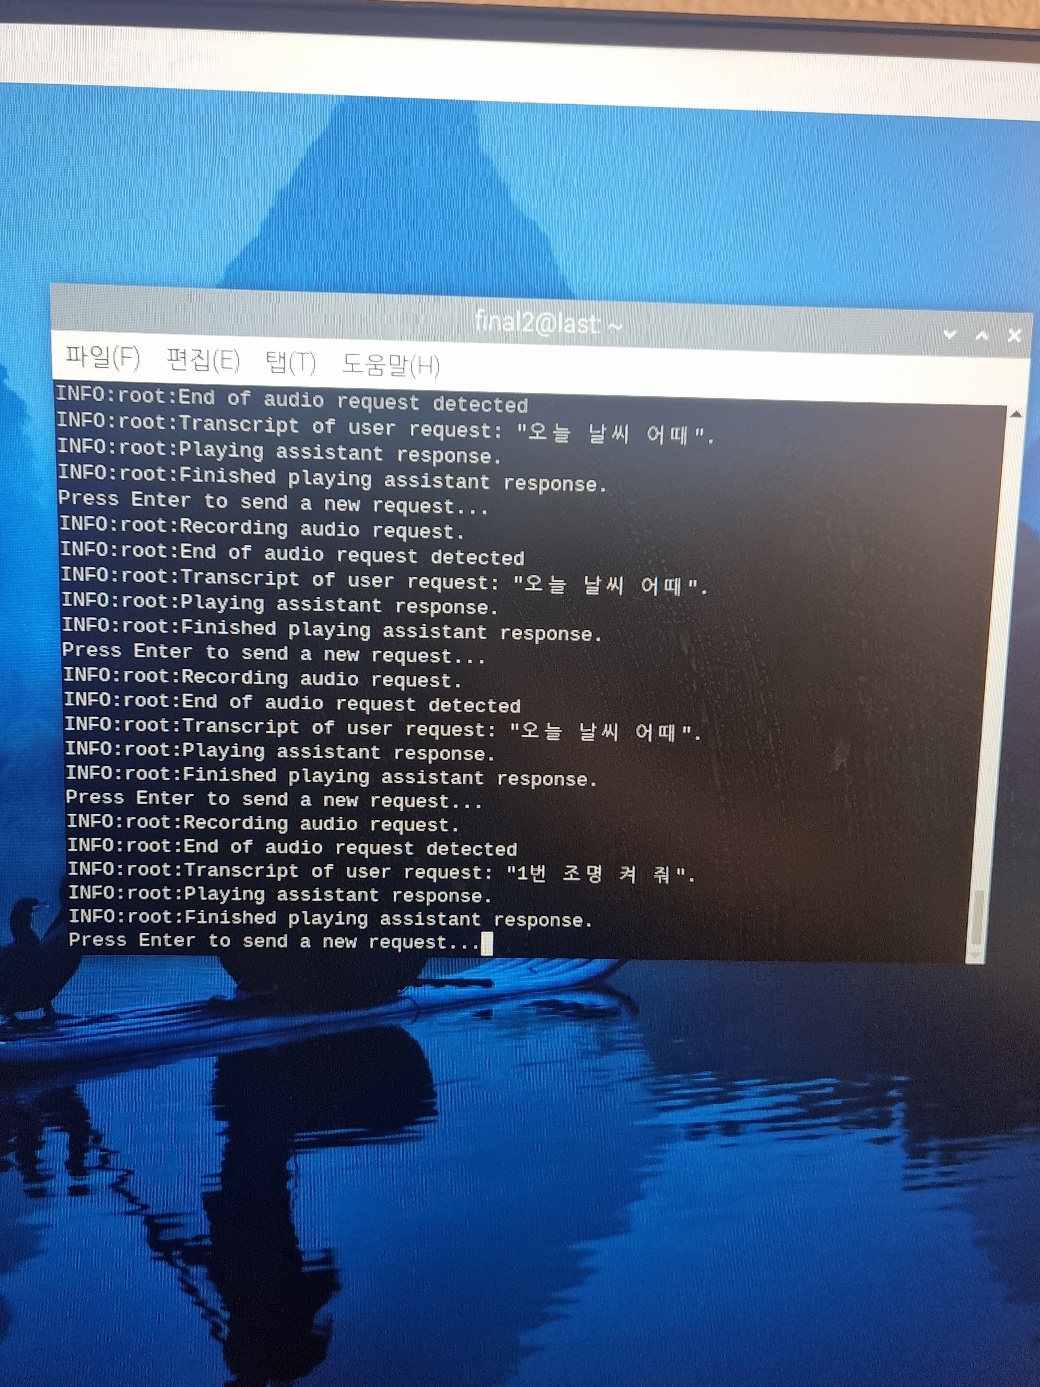 final2@last: ~
파일(F) 편집(E) 탭(T) 도움말(H)
INFO:root:End of audio request detected
INFO:root:Transcript of user request: "오늘 날씨 어때".
INFO:root:Playing assistant response.
INFO:root:Finished playing assistant response.
Press Enter to send a new request...
INFO:root:Recording audio request.
INFO:root:End of audio request detected
INFO:root:Transcript of user request: "오늘 날씨 어때".
INFO:root:Playing assistant response.
INFO:root:Finished playing assistant response.
Press Enter to send a new request...
INFO:root:Recording audio request.
INFO:root:End of audio request detected
INFO:root:Transcript of user request: "오늘 날씨 어때".
INFO:root:Playing assistant response.
INFO:root:Finished playing assistant response.
Press Enter to send a new request...
INFO:root:Recording audio request.
INFO:root:End of audio request detected
INFO:root:Transcript of user request: "1번 조명 켜 줘".
INFO:root:Playing assistant response.
INFO:root:Finished playing assistant response.
Press Enter to send a new request...